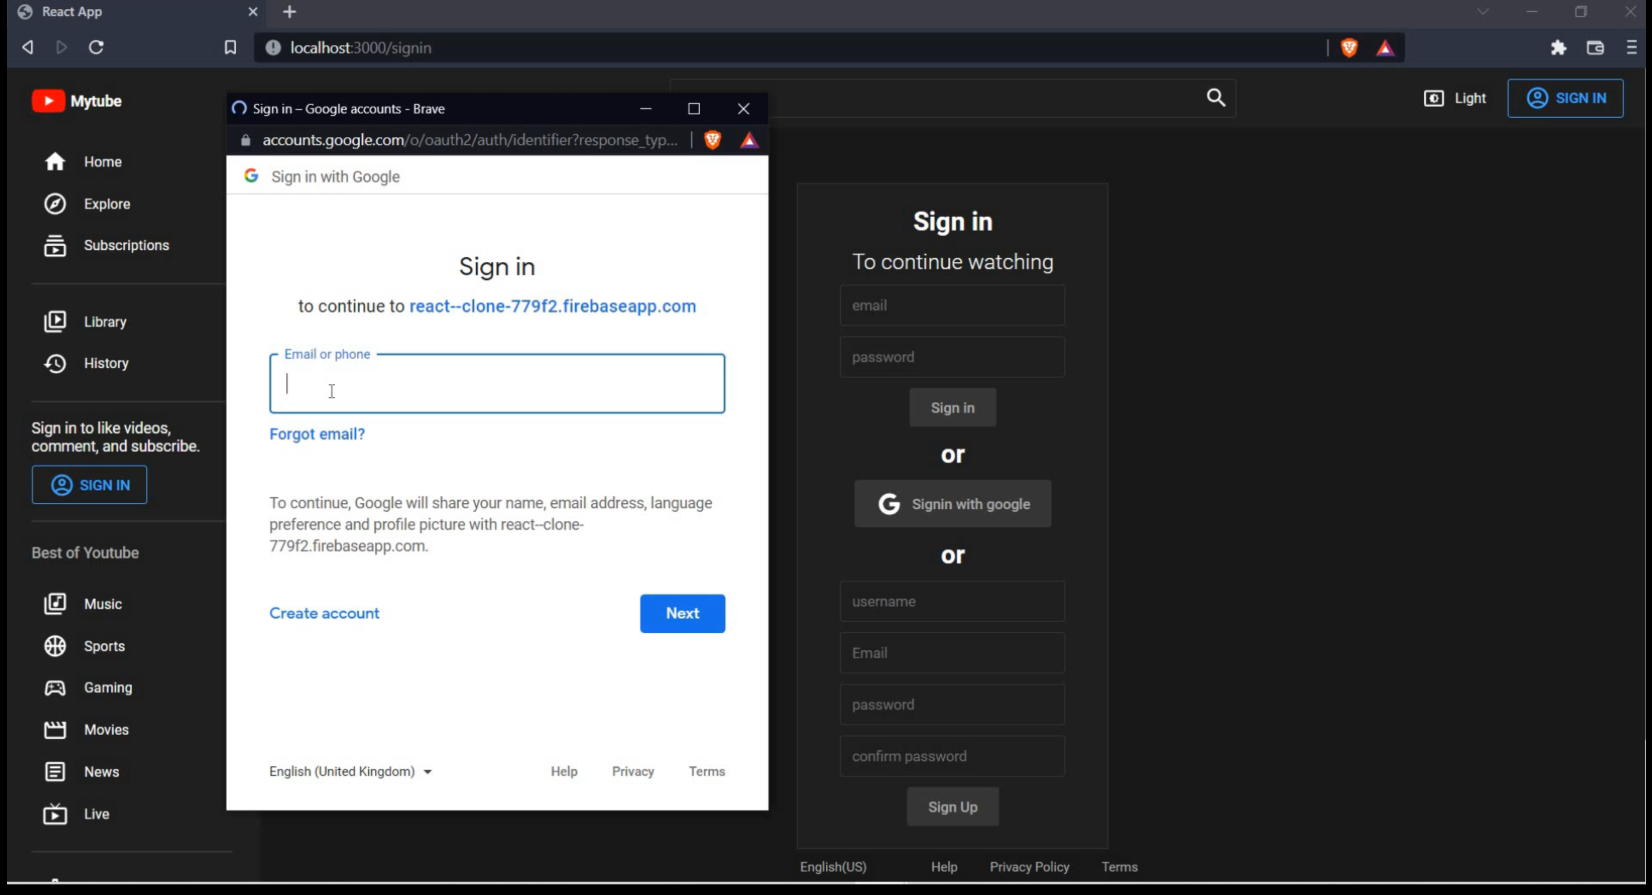 React App
localhost:3000/signin
Mytube
Light
SIGN IN
Home
Explore
Subscriptions
Library
History
Sign in to like videos,
comment, and subscribe.
SIGN IN
Best of Youtube
Music
Sports
Gaming
Movies
News
Live
Sign in – Google accounts - Brave
accounts.google.com/o/oauth2/auth/identifier?response_typ...
Sign in with Google
Sign in
to continue to react--clone-779f2.firebaseapp.com
Email or phone
Forgot email?
To continue, Google will share your name, email address, language
preference and profile picture with react--clone-
779f2.firebaseapp.com.
Create account
Next
English (United Kingdom)
Help
Privacy
Terms
Sign in
To continue watching
email
password
Sign in
or
Signin with google
or
username
Email
password
confirm password
Sign Up
English(US)
Help
Privacy Policy
Terms